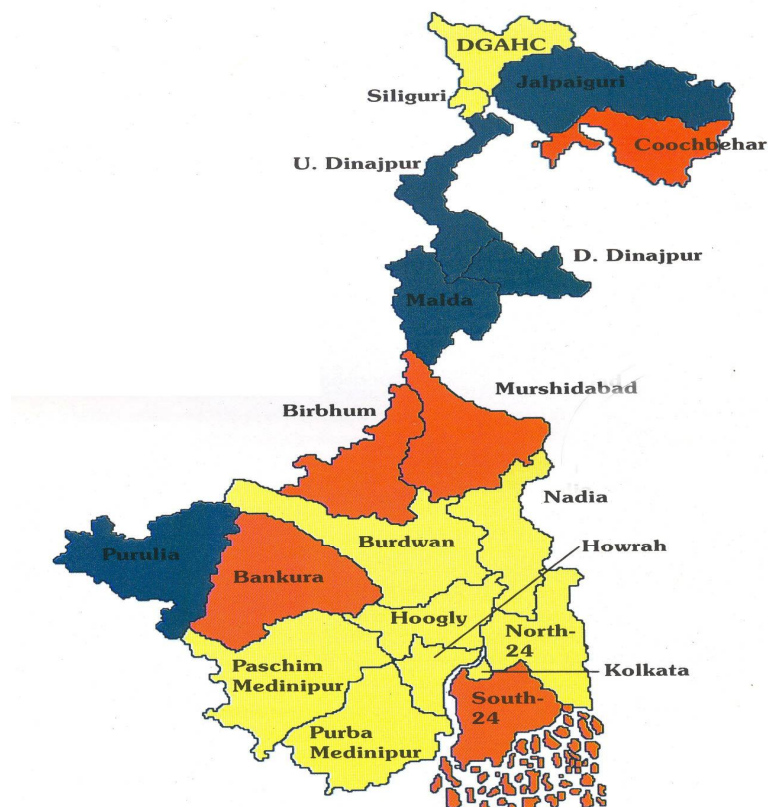 DGAHC
Jalpaiguri
Siliguri
Coochbehar
U. Dinajpur
D. Dinajpur
Malda
Murshidabad
Birbhum
Nadia
Burdwan
Howrah
Purulia
Bankura
Hoogly
North-
24
Kolkata
Paschim
Medinipur
South-
24
Purba
Medinipur